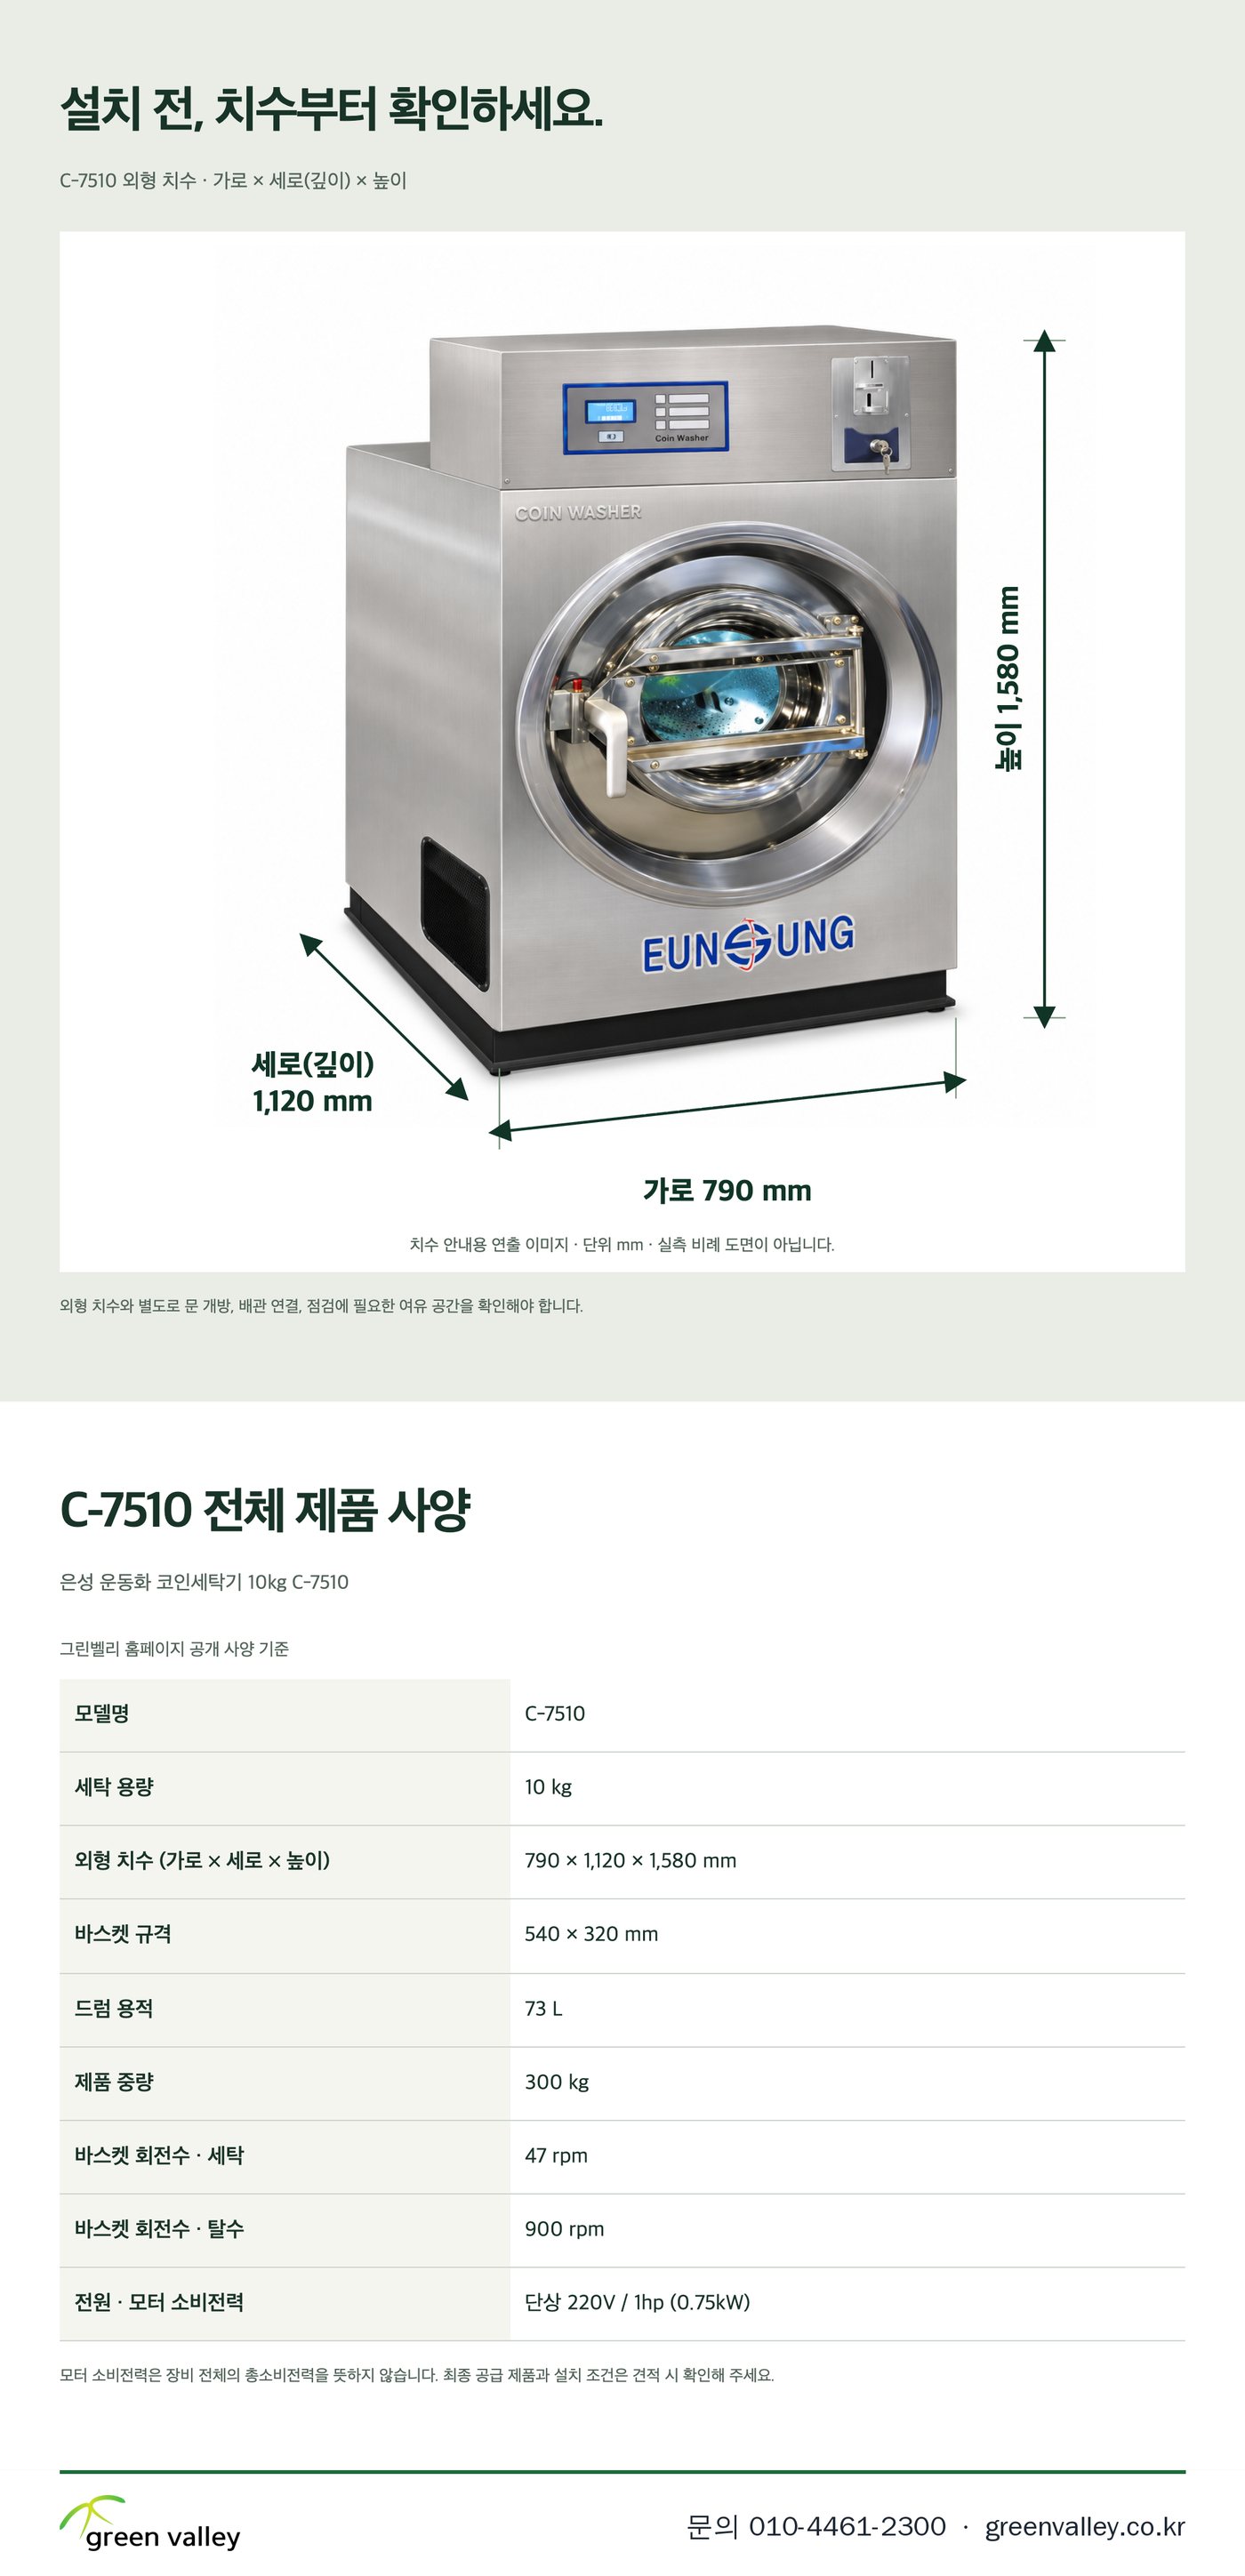 설치 전, 치수부터 확인하세요.
C-7510 외형 치수 · 가로 × 세로(깊이) × 높이
Coin Washer
COIN WASHER
EUNSUNG
높이 1,580 mm
세로(깊이)
1,120 mm
가로 790 mm
치수 안내용 연출 이미지 · 단위 mm · 실측 비례 도면이 아닙니다.
외형 치수와 별도로 문 개방, 배관 연결, 점검에 필요한 여유 공간을 확인해야 합니다.
C-7510 전체 제품 사양
은성 운동화 코인세탁기 10kg C-7510
그린벨리 홈페이지 공개 사양 기준
모델명 C-7510
세탁 용량 10 kg
외형 치수 (가로 × 세로 × 높이) 790 × 1,120 × 1,580 mm
바스켓 규격 540 × 320 mm
드럼 용적 73 L
제품 중량 300 kg
바스켓 회전수 · 세탁 47 rpm
바스켓 회전수 · 탈수 900 rpm
전원 · 모터 소비전력 단상 220V / 1hp (0.75kW)
모터 소비전력은 장비 전체의 총소비전력을 뜻하지 않습니다. 최종 공급 제품과 설치 조건은 견적 시 확인해 주세요.
green valley
문의 010-4461-2300 · greenvalley.co.kr